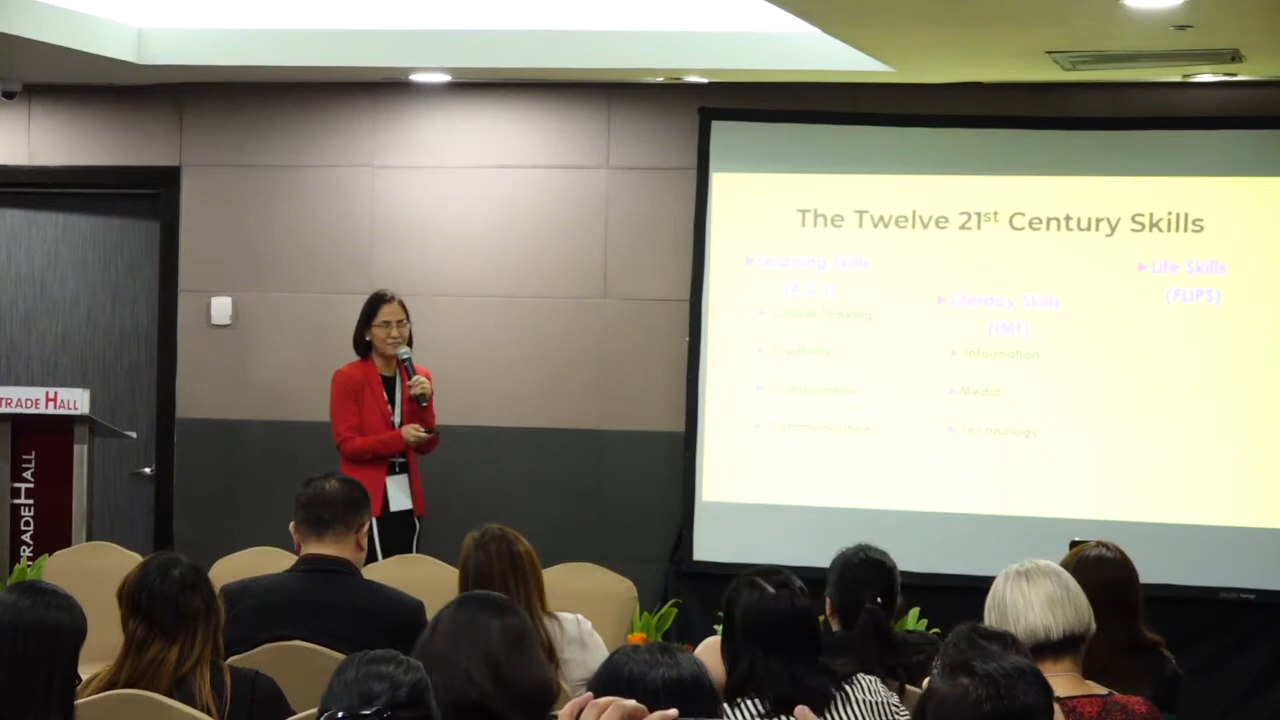 TRADE HALL
TRADEHALL
The Twelve 21st Century Skills
Learning Skills
(4 C's)
Critical Thinking
Creativity
Collaboration
Communication
Literacy Skills
(IMT)
Information
Media
Technology
Life Skills
(FLIPS)